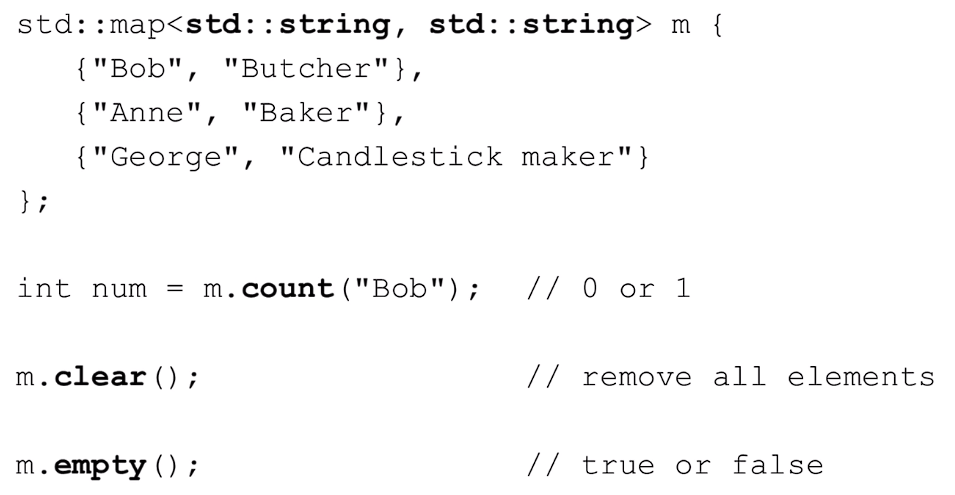 std::map<std::string, std::string> m {
   {"Bob", "Butcher"},
   {"Anne", "Baker"},
   {"George", "Candlestick maker"}
};
int num = m.count("Bob");  // 0 or 1
m.clear();                 // remove all elements
m.empty();                 // true or false